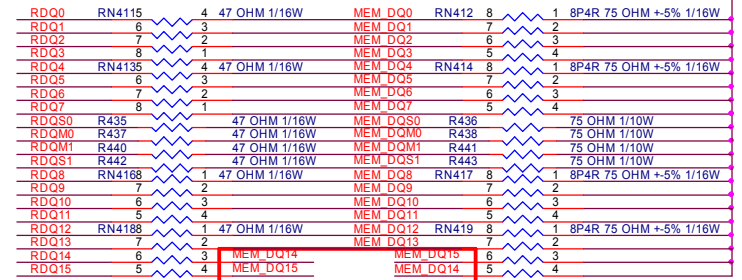 RDQ0 RN4115 4 47 OHM 1/16W MEM_DQ0 RN412 8 1 8P4R 75 OHM +-5% 1/16W
RDQ1 6 3 MEM_DQ1 7 2
RDQ2 7 2 MEM_DQ2 6 3
RDQ3 8 1 MEM_DQ3 5 4
RDQ4 RN4135 4 47 OHM 1/16W MEM_DQ4 RN414 8 1 8P4R 75 OHM +-5% 1/16W
RDQ5 6 3 MEM_DQ5 7 2
RDQ6 7 2 MEM_DQ6 6 3
RDQ7 8 1 MEM_DQ7 5 4
RDQS0 R435 47 OHM 1/16W MEM_DQS0 R436 75 OHM 1/10W
RDQM0 R437 47 OHM 1/16W MEM_DQM0 R438 75 OHM 1/10W
RDQM1 R440 47 OHM 1/16W MEM_DQM1 R441 75 OHM 1/10W
RDQS1 R442 47 OHM 1/16W MEM_DQS1 R443 75 OHM 1/10W
RDQ8 RN4168 1 47 OHM 1/16W MEM_DQ8 RN417 8 1 8P4R 75 OHM +-5% 1/16W
RDQ9 7 2 MEM_DQ9 7 2
RDQ10 6 3 MEM_DQ10 6 3
RDQ11 5 4 MEM_DQ11 5 4
RDQ12 RN4188 1 47 OHM 1/16W MEM_DQ12 RN419 8 1 8P4R 75 OHM +-5% 1/16W
RDQ13 7 2 MEM_DQ13 7 2
RDQ14 6 3 MEM_DQ14 MEM_DQ15 6 3
RDQ15 5 4 MEM_DQ15 MEM_DQ14 5 4